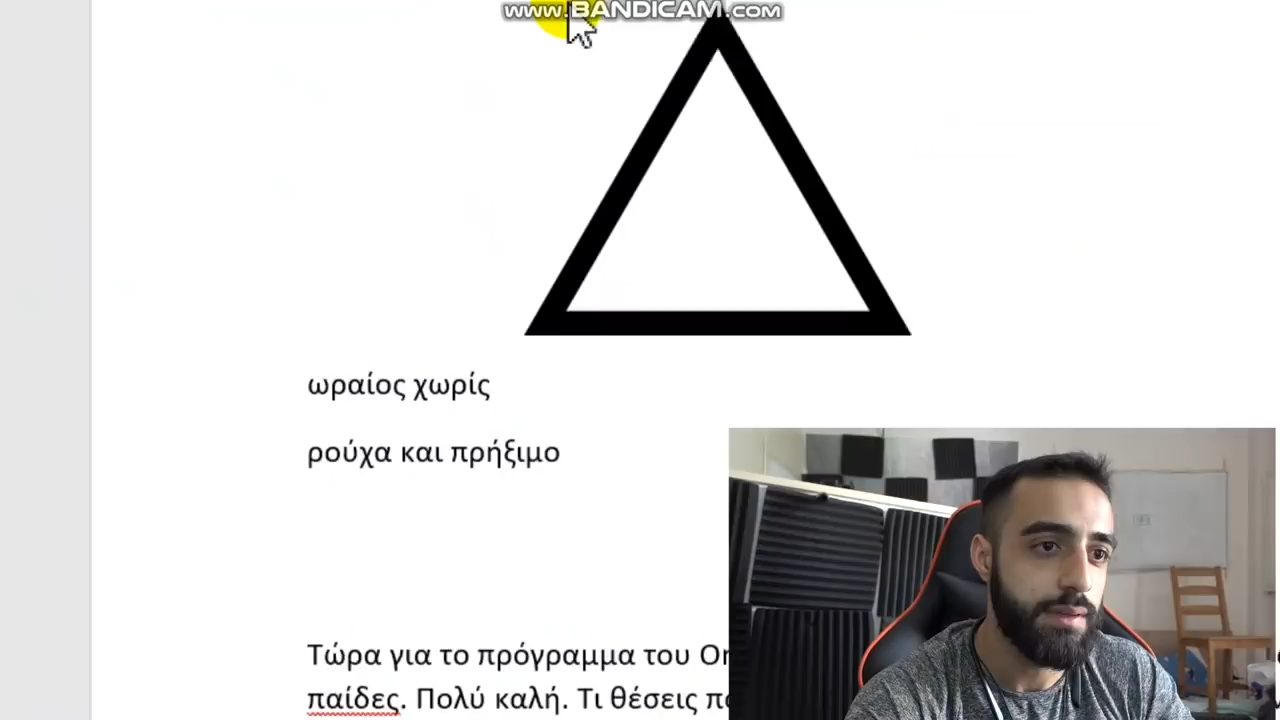 www.BANDICAM.com
ωραίος χωρίς
ρούχα και πρήξιμο
Τώρα για το πρόγραμμα του
παίδες. Πολύ καλή. Τι θέσεις